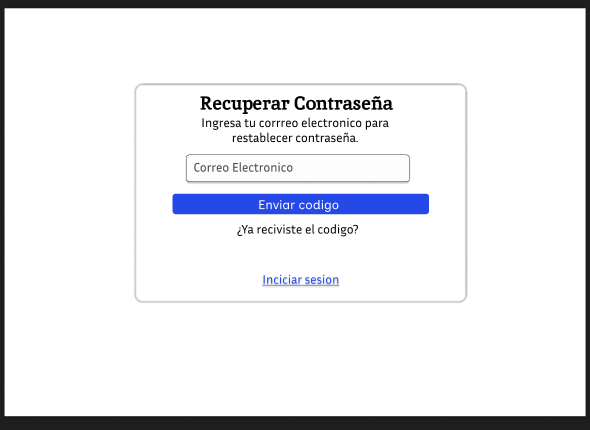 Recuperar Contraseña
Ingresa tu corrreo electronico para
restablecer contraseña.
Correo Electronico
Enviar codigo
¿Ya reciviste el codigo?
Inciciar sesion